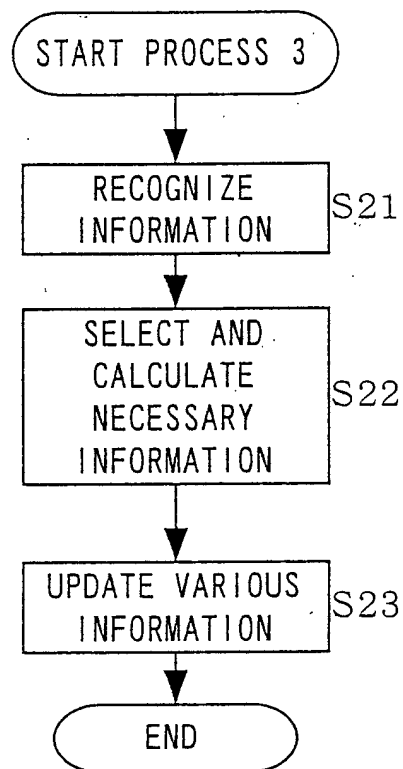 START PROCESS 3
RECOGNIZE
INFORMATION
S21
SELECT AND
CALCULATE
NECESSARY
INFORMATION
S22
UPDATE VARIOUS
INFORMATION
S23
END